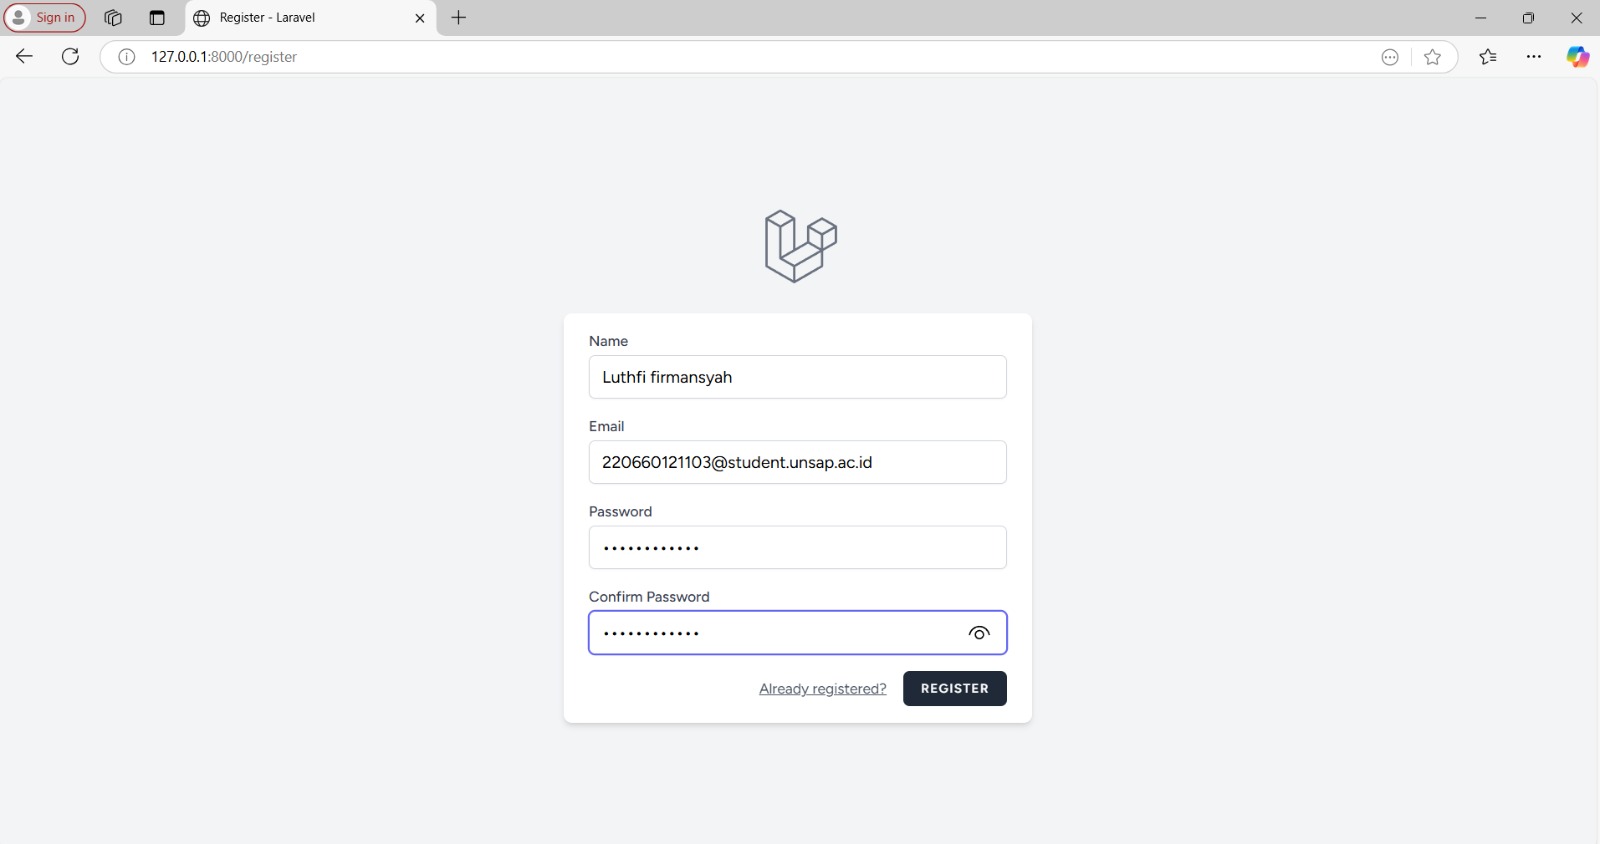 Sign in
Register - Laravel
127.0.0.1:8000/register
Name
Luthfi firmansyah
Email
220660121103@student.unsap.ac.id
Password
••••••••••••
Confirm Password
••••••••••••
Already registered? REGISTER